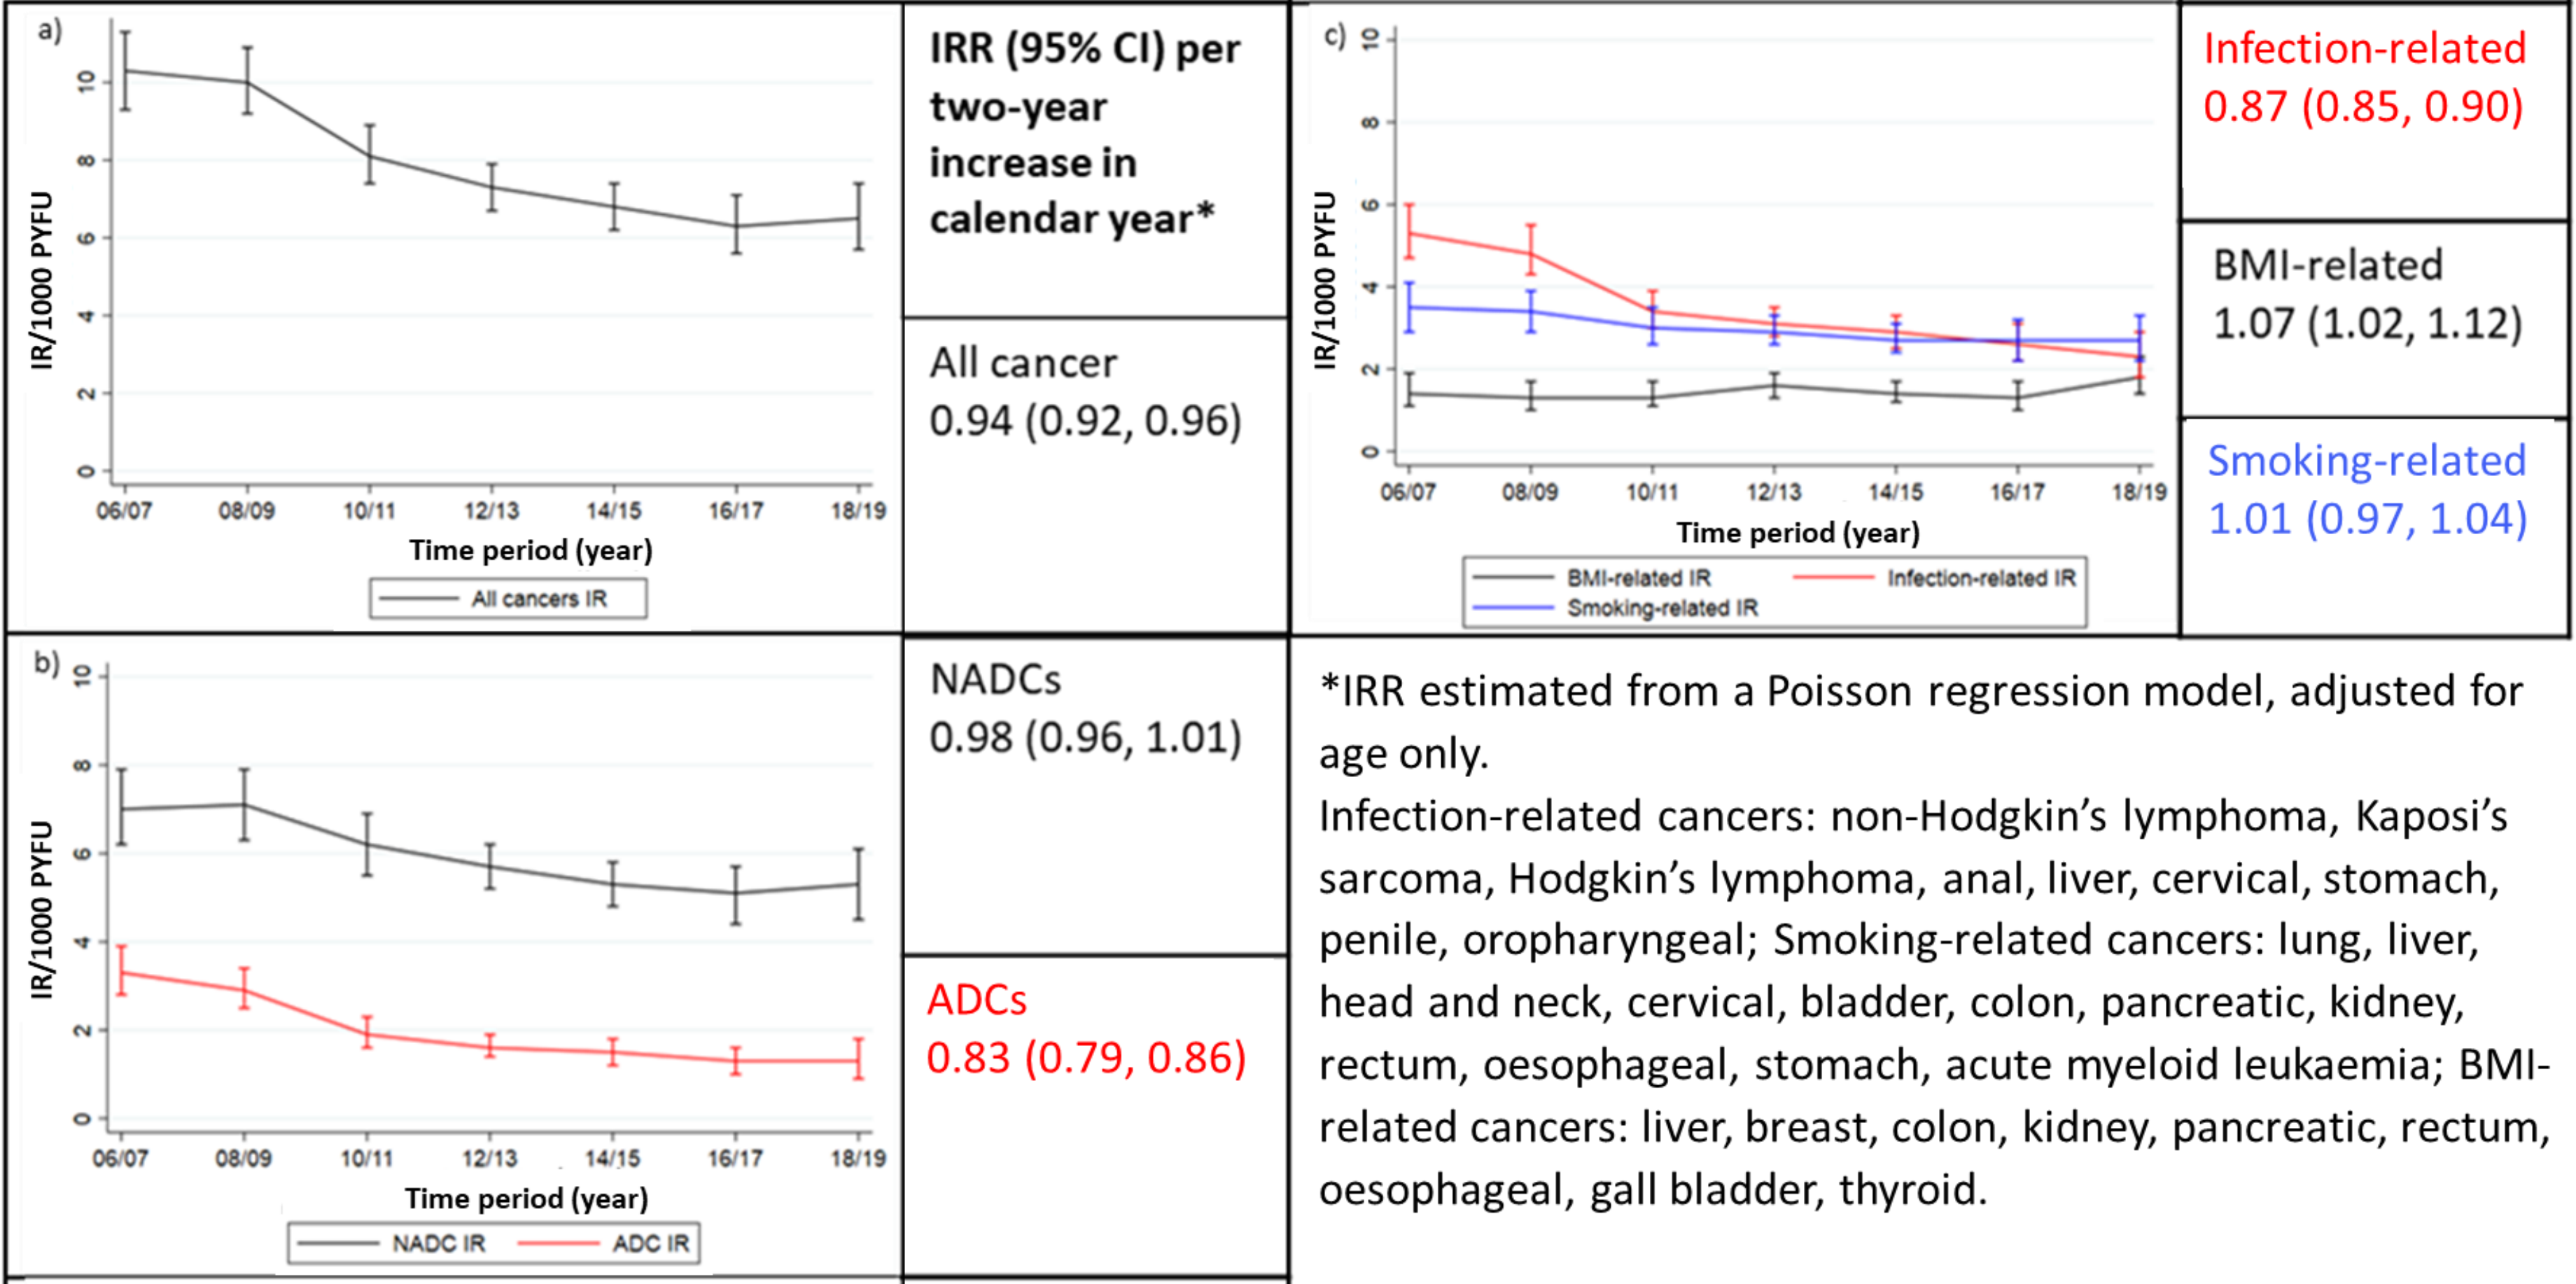 a)
10
8
6
4
2
0
IR/1000 PYFU
06/07 08/09 10/11 12/13 14/15 16/17 18/19
Time period (year)
All cancers IR
IRR (95% CI) per
two-year
increase in
calendar year*
All cancer
0.94 (0.92, 0.96)
b)
10
8
6
4
2
0
IR/1000 PYFU
06/07 08/09 10/11 12/13 14/15 16/17 18/19
Time period (year)
NADC IR ADC IR
NADCs
0.98 (0.96, 1.01)
ADCs
0.83 (0.79, 0.86)
c)
10
8
6
4
2
0
IR/1000 PYFU
06/07 08/09 10/11 12/13 14/15 16/17 18/19
Time period (year)
BMI-related IR Infection-related IR
Smoking-related IR
Infection-related
0.87 (0.85, 0.90)
BMI-related
1.07 (1.02, 1.12)
Smoking-related
1.01 (0.97, 1.04)
*IRR estimated from a Poisson regression model, adjusted for
age only.
Infection-related cancers: non-Hodgkin’s lymphoma, Kaposi’s
sarcoma, Hodgkin’s lymphoma, anal, liver, cervical, stomach,
penile, oropharyngeal; Smoking-related cancers: lung, liver,
head and neck, cervical, bladder, colon, pancreatic, kidney,
rectum, oesophageal, stomach, acute myeloid leukaemia; BMI-
related cancers: liver, breast, colon, kidney, pancreatic, rectum,
oesophageal, gall bladder, thyroid.